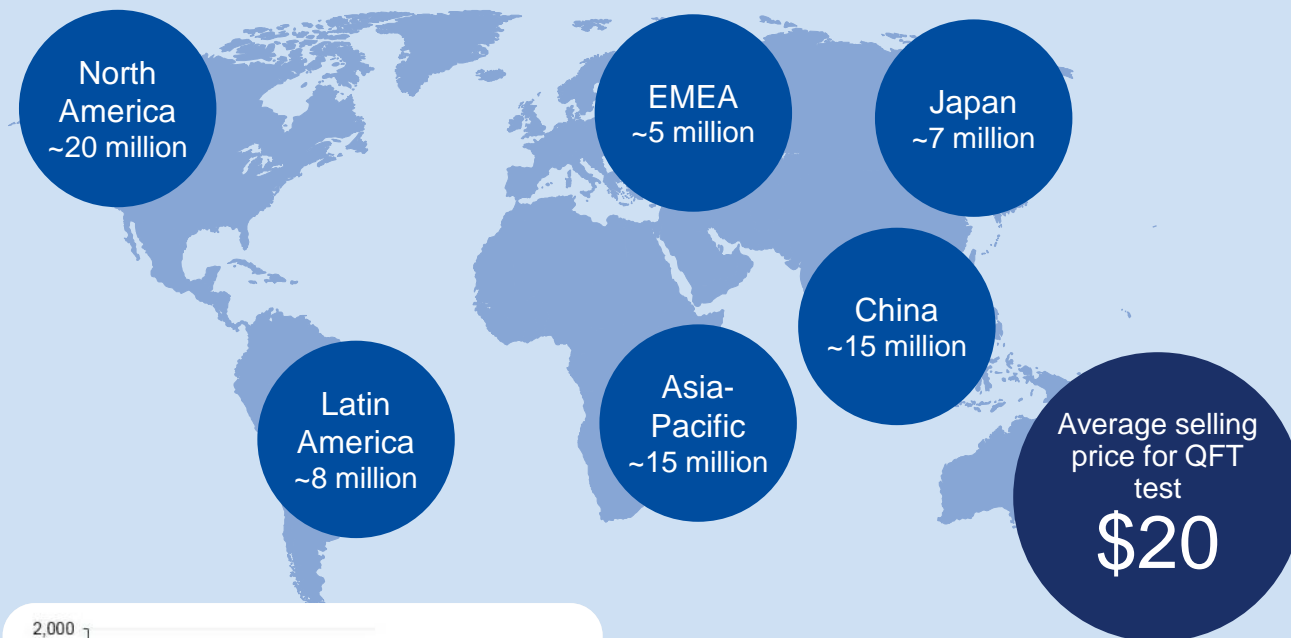 North
America
~20 million
EMEA
~5 million
Japan
~7 million
China
~15 million
Latin
America
~8 million
Asia-
Pacific
~15 million
Average selling
price for QFT
test
$20
2,000